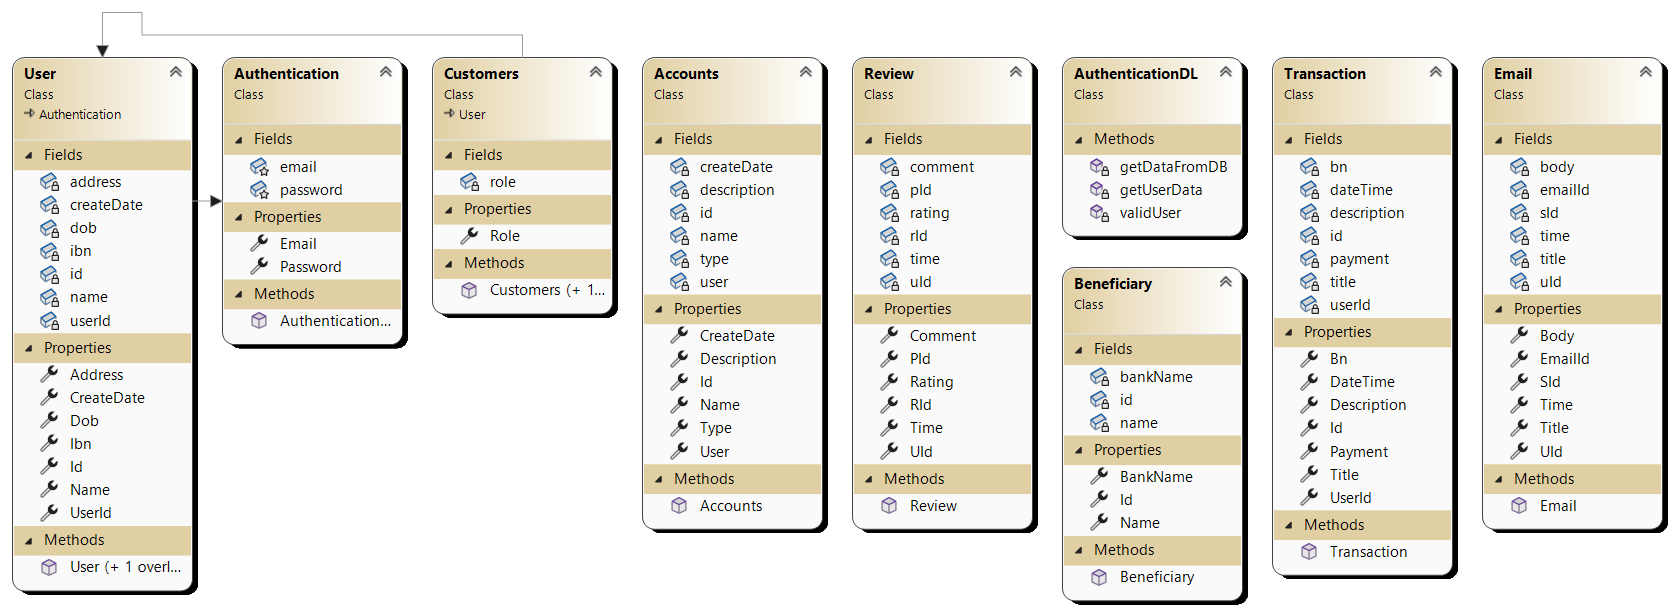 User
Class
Authentication
Fields
address
createDate
dob
ibn
id
name
userId
Properties
Address
CreateDate
Dob
Ibn
Id
Name
UserId
Methods
User (+ 1 overl...
Authentication
Class
Fields
email
password
Properties
Email
Password
Methods
Authentication...
Customers
Class
User
Fields
role
Properties
Role
Methods
Customers (+ 1...
Accounts
Class
Fields
createDate
description
id
name
type
user
Properties
CreateDate
Description
Id
Name
Type
User
Methods
Accounts
Review
Class
Fields
comment
pId
rating
rId
time
uId
Properties
Comment
PId
Rating
RId
Time
UId
Methods
Review
AuthenticationDL
Class
Methods
getDataFromDB
getUserData
validUser
Beneficiary
Class
Fields
bankName
id
name
Properties
BankName
Id
Name
Methods
Beneficiary
Transaction
Class
Fields
bn
dateTime
description
id
payment
title
userId
Properties
Bn
DateTime
Description
Id
Payment
Title
UserId
Methods
Transaction
Email
Class
Fields
body
emailId
sId
time
title
uId
Properties
Body
EmailId
SId
Time
Title
UId
Methods
Email